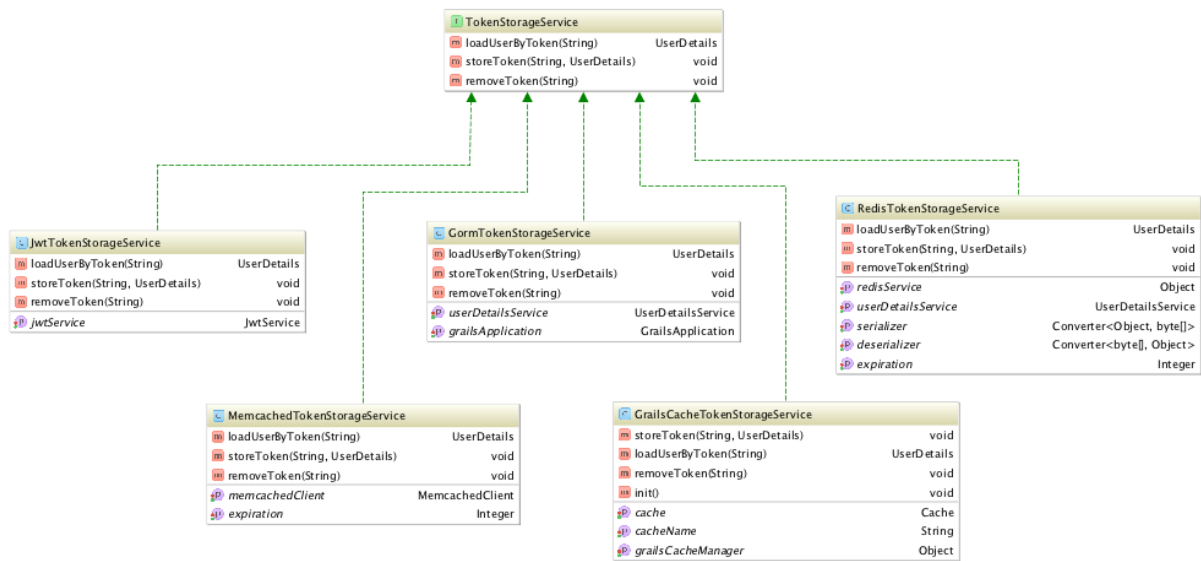 TokenStorageService
loadUserByToken(String) UserDetails
storeToken(String, UserDetails) void
removeToken(String) void
JwtTokenStorageService
loadUserByToken(String) UserDetails
storeToken(String, UserDetails) void
removeToken(String) void
jwtService JwtService
GormTokenStorageService
loadUserByToken(String) UserDetails
storeToken(String, UserDetails) void
removeToken(String) void
userDetailsService UserDetailsService
grailsApplication GrailsApplication
RedisTokenStorageService
loadUserByToken(String) UserDetails
storeToken(String, UserDetails) void
removeToken(String) void
redisService Object
userDetailsService UserDetailsService
serializer Converter<Object, byte[]>
deserializer Converter<byte[], Object>
expiration Integer
MemcachedTokenStorageService
loadUserByToken(String) UserDetails
storeToken(String, UserDetails) void
removeToken(String) void
memcachedClient MemcachedClient
expiration Integer
GrailsCacheTokenStorageService
storeToken(String, UserDetails) void
loadUserByToken(String) UserDetails
removeToken(String) void
init() void
cache Cache
cacheName String
grailsCacheManager Object